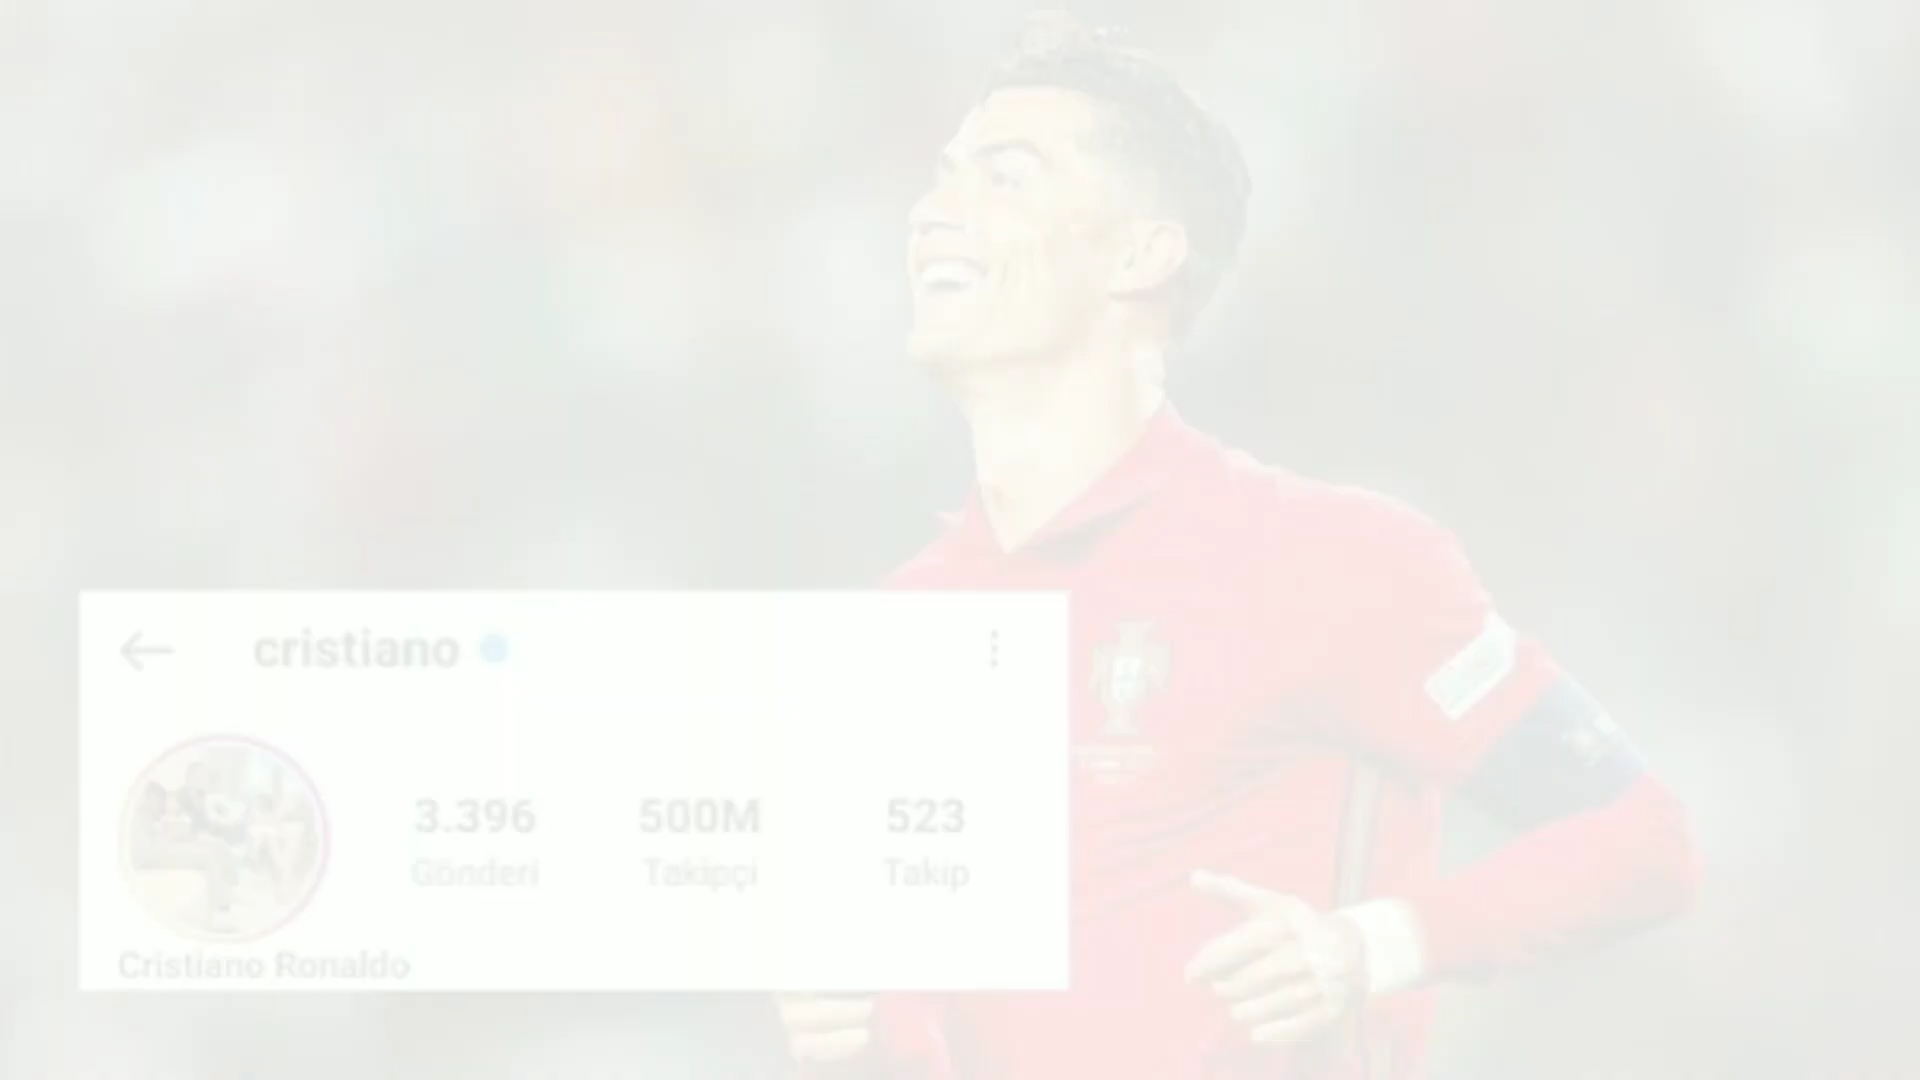 cristiano
3.396 500M 523
Gönderi Takipçi Takip
Cristiano Ronaldo